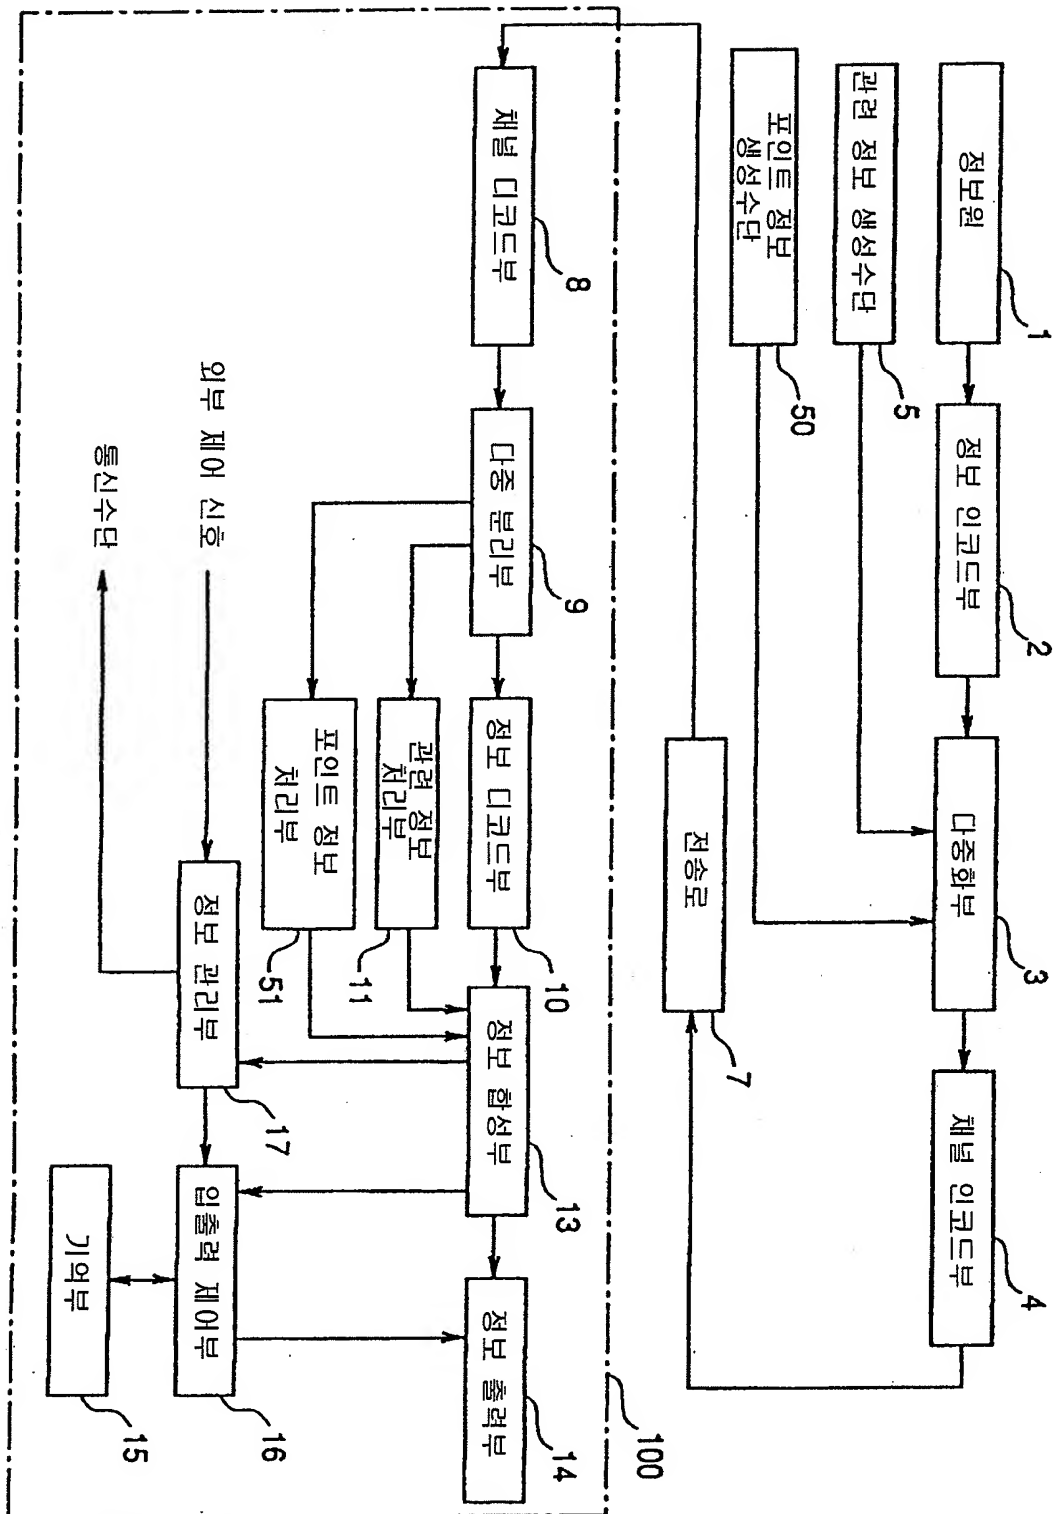 정보원
1
정보 인코드부
2
다중화부
3
채널 인코드부
4
관련 정보 생성수단
5
포인트 정보
생성수단
50
전송로
7
100
채널 디코드부
8
다중 분리부
9
정보 디코드부
10
정보 합성부
13
정보 출력부
14
관련 정보
처리부
11
포인트 정보
처리부
51
외부 제어 신호
정보 관리부
17
입출력 제어부
16
통신수단
기억부
15